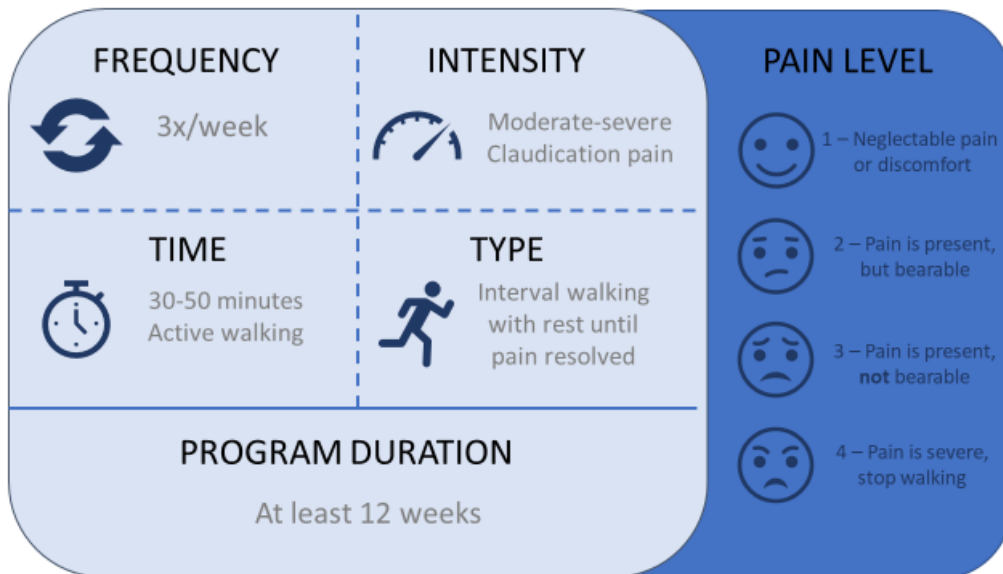 FREQUENCY
3x/week
INTENSITY
Moderate-severe
Claudication pain
TIME
30-50 minutes
Active walking
TYPE
Interval walking
with rest until
pain resolved
PROGRAM DURATION
At least 12 weeks
PAIN LEVEL
1 – Neglectable pain
or discomfort
2 – Pain is present,
but bearable
3 – Pain is present,
not bearable
4 – Pain is severe,
stop walking